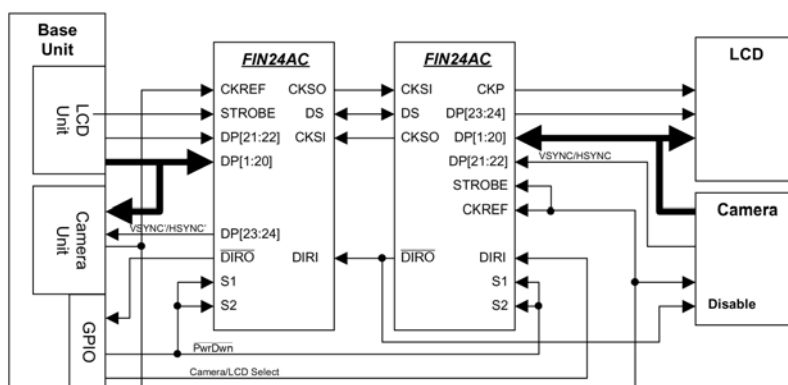 Base
Unit
LCD
Unit
Camera
Unit
GPIO
FIN24AC
CKREF
STROBE
DP[21:22]
DP[1:20]
DP[23:24]
DIRO
S1
S2
CKSO
DS
CKSI
DIRI
FIN24AC
CKSI
DS
CKSO
DIRO
CKP
DP[23:24]
DP[1:20]
DP[21:22]
STROBE
CKREF
DIRI
S1
S2
LCD
Camera
Disable
VSYNC/HSYNC
VSYNC'/HSYNC'
PwrDwn
Camera/LCD Select